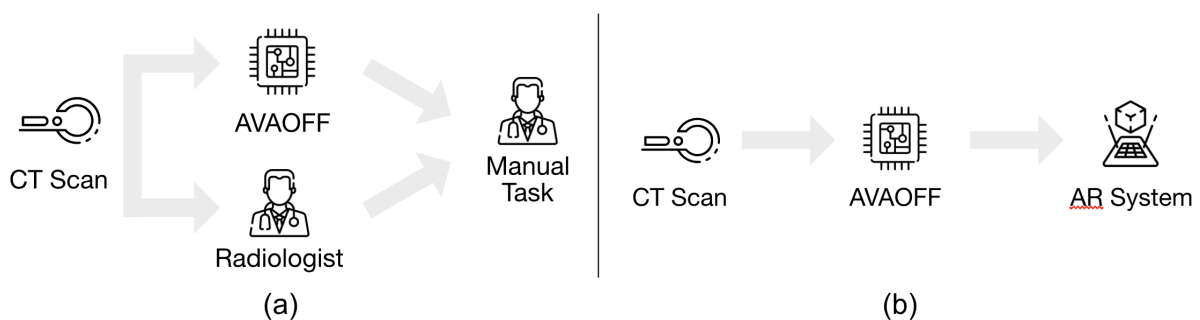 AVAOFF
CT Scan
Radiologist
Manual
Task
(a)
CT Scan
AVAOFF
AR System
(b)